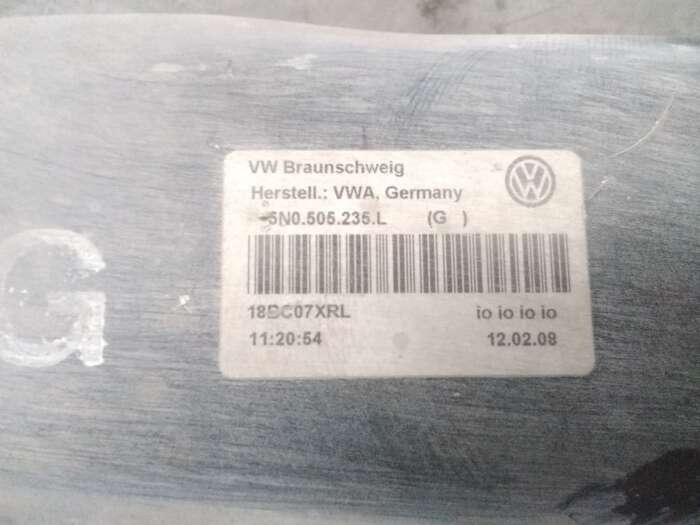 VW Braunschweig
Herstell.: VWA, Germany
5N0.505.235.L (G )
18BC07XRL io io io io
11:20:54 12.02.08
G